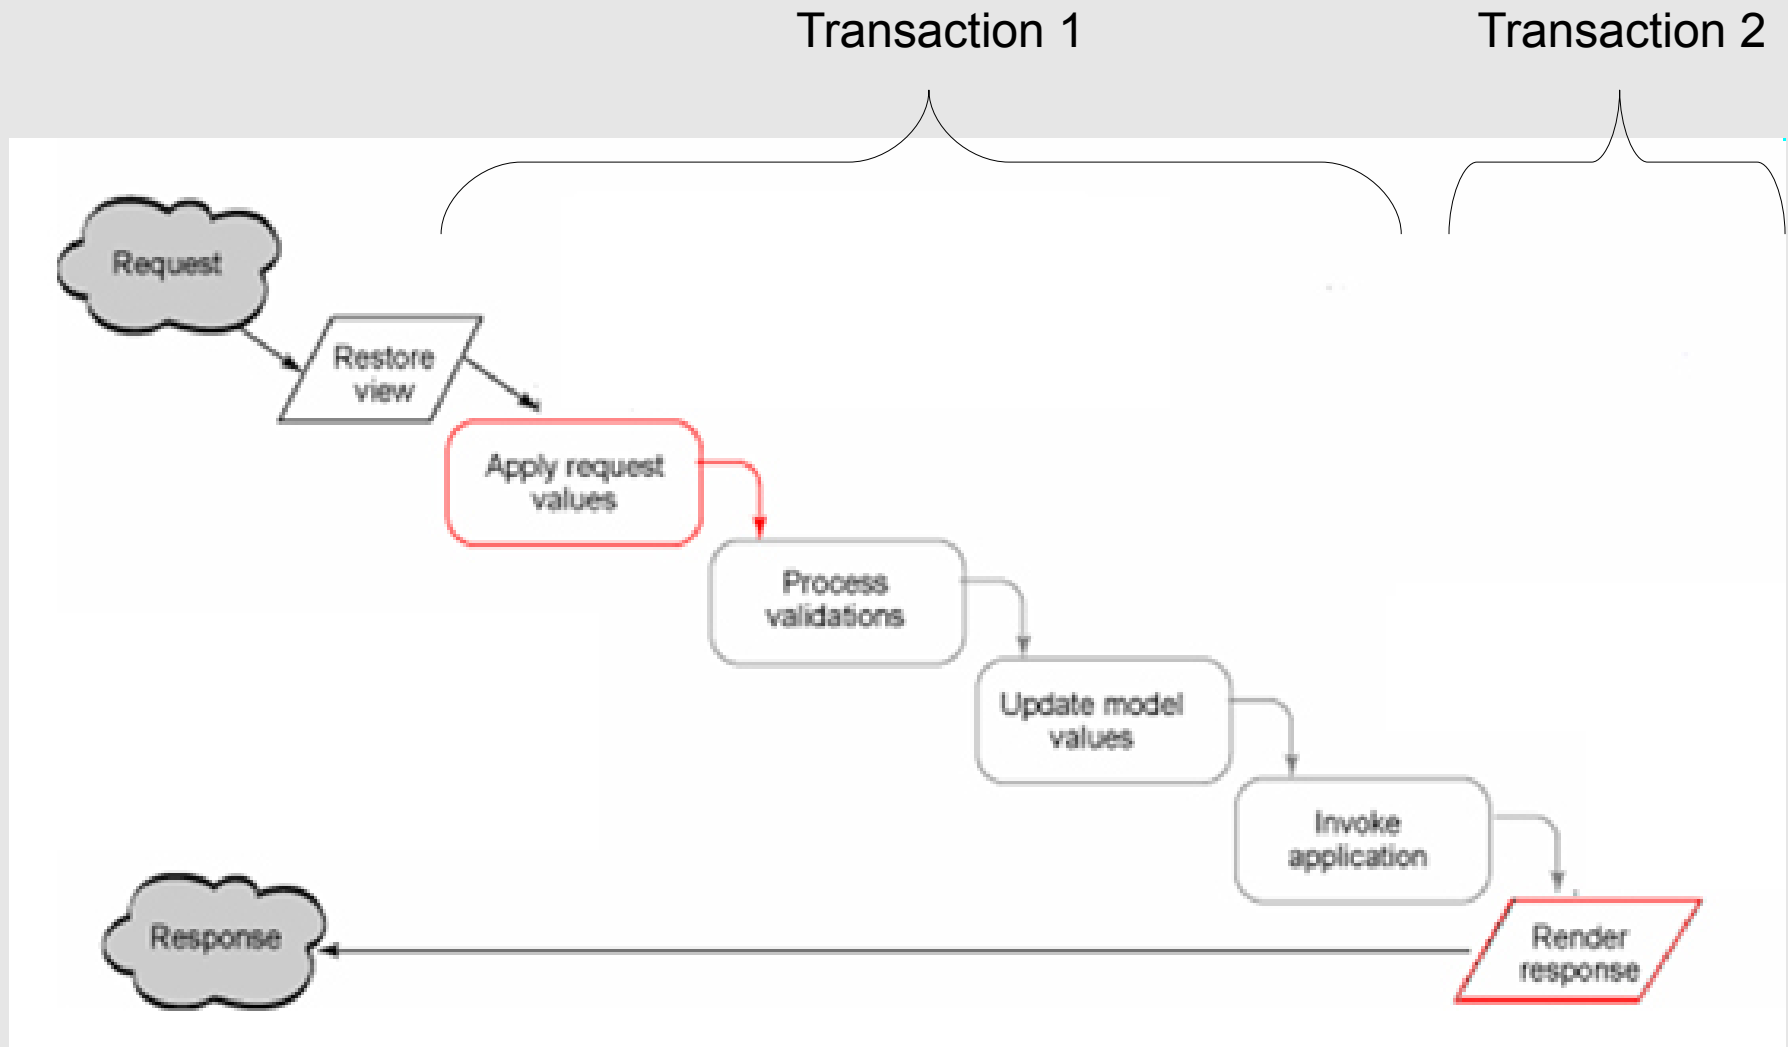 Transaction 1
Transaction 2
Request
Restore
view
Apply request
values
Process
validations
Update model
values
Invoke
application
Render
response
Response